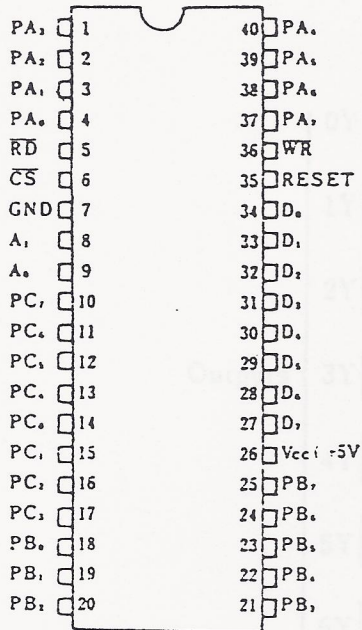 PA₃ 1 40 PA₄
PA₂ 2 39 PA₅
PA₁ 3 38 PA₆
PA₀ 4 37 PA₇
R̅D̅ 5 36 W̅R̅
C̅S̅ 6 35 RESET
GND 7 34 D₀
A₁ 8 33 D₁
A₀ 9 32 D₂
PC₇ 10 31 D₃
PC₆ 11 30 D₄
PC₅ 12 29 D₅
PC₄ 13 28 D₆
PC₀ 14 27 D₇
PC₁ 15 26 Vcc(+5V
PC₂ 16 25 PB₇
PC₃ 17 24 PB₆
PB₀ 18 23 PB₅
PB₁ 19 22 PB₄
PB₂ 20 21 PB₃